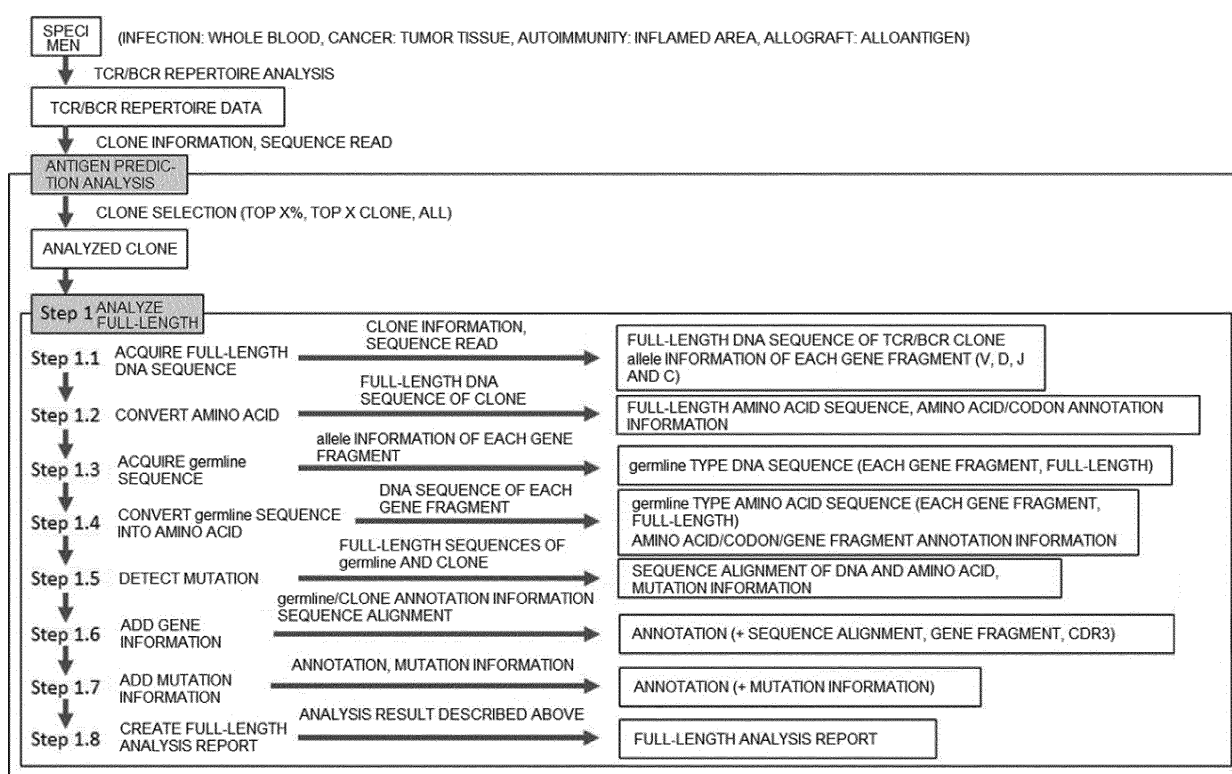 SPECI
MEN
(INFECTION: WHOLE BLOOD, CANCER: TUMOR TISSUE, AUTOIMMUNITY: INFLAMED AREA, ALLOGRAFT: ALLOANTIGEN)
TCR/BCR REPERTOIRE ANALYSIS
TCR/BCR REPERTOIRE DATA
CLONE INFORMATION, SEQUENCE READ
ANTIGEN PREDIC-
TION ANALYSIS
CLONE SELECTION (TOP X%, TOP X CLONE, ALL)
ANALYZED CLONE
Step 1 ANALYZE
FULL-LENGTH
Step 1.1 ACQUIRE FULL-LENGTH
DNA SEQUENCE
CLONE INFORMATION,
SEQUENCE READ
FULL-LENGTH DNA SEQUENCE OF TCR/BCR CLONE
allele INFORMATION OF EACH GENE FRAGMENT (V, D, J
AND C)
Step 1.2 CONVERT AMINO ACID
FULL-LENGTH DNA
SEQUENCE OF CLONE
FULL-LENGTH AMINO ACID SEQUENCE, AMINO ACID/CODON ANNOTATION
INFORMATION
Step 1.3 ACQUIRE germline
SEQUENCE
allele INFORMATION OF EACH GENE
FRAGMENT
germline TYPE DNA SEQUENCE (EACH GENE FRAGMENT, FULL-LENGTH)
Step 1.4 CONVERT germline SEQUENCE
INTO AMINO ACID
DNA SEQUENCE OF EACH
GENE FRAGMENT
germline TYPE AMINO ACID SEQUENCE (EACH GENE FRAGMENT,
FULL-LENGTH)
AMINO ACID/CODON/GENE FRAGMENT ANNOTATION INFORMATION
Step 1.5 DETECT MUTATION
FULL-LENGTH SEQUENCES OF
germline AND CLONE
SEQUENCE ALIGNMENT OF DNA AND AMINO ACID,
MUTATION INFORMATION
Step 1.6 ADD GENE
INFORMATION
germline/CLONE ANNOTATION INFORMATION
SEQUENCE ALIGNMENT
ANNOTATION (+ SEQUENCE ALIGNMENT, GENE FRAGMENT, CDR3)
Step 1.7 ADD MUTATION
INFORMATION
ANNOTATION, MUTATION INFORMATION
ANNOTATION (+ MUTATION INFORMATION)
Step 1.8 CREATE FULL-LENGTH
ANALYSIS REPORT
ANALYSIS RESULT DESCRIBED ABOVE
FULL-LENGTH ANALYSIS REPORT